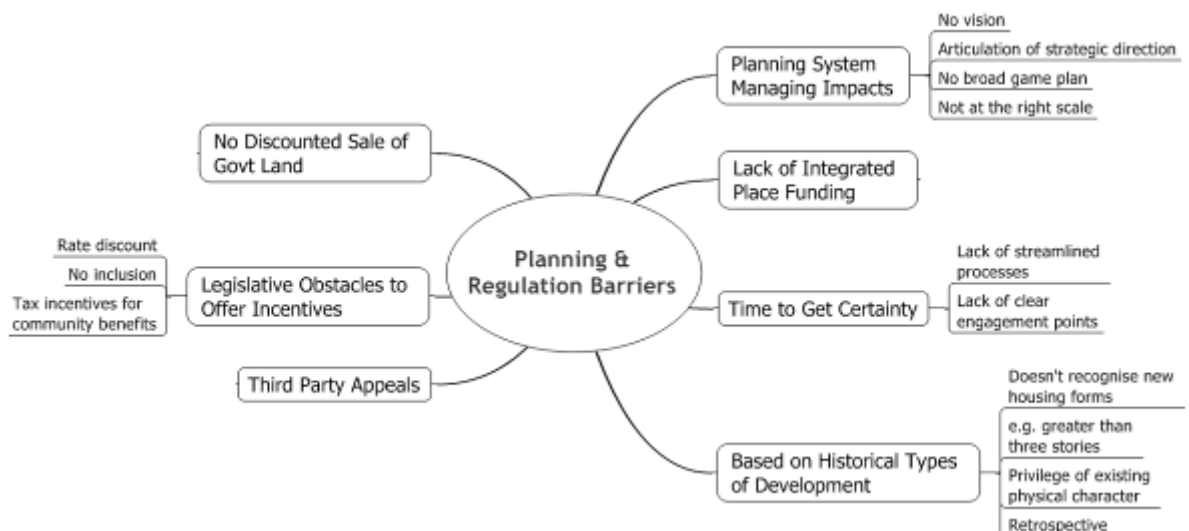 Planning &
Regulation Barriers
Planning System
Managing Impacts
No vision
Articulation of strategic direction
No broad game plan
Not at the right scale
Lack of Integrated
Place Funding
Time to Get Certainty
Lack of streamlined
processes
Lack of clear
engagement points
Based on Historical Types
of Development
Doesn't recognise new
housing forms
e.g. greater than
three stories
Privilege of existing
physical character
Retrospective
No Discounted Sale of
Govt Land
Legislative Obstacles to
Offer Incentives
Rate discount
No inclusion
Tax incentives for
community benefits
Third Party Appeals